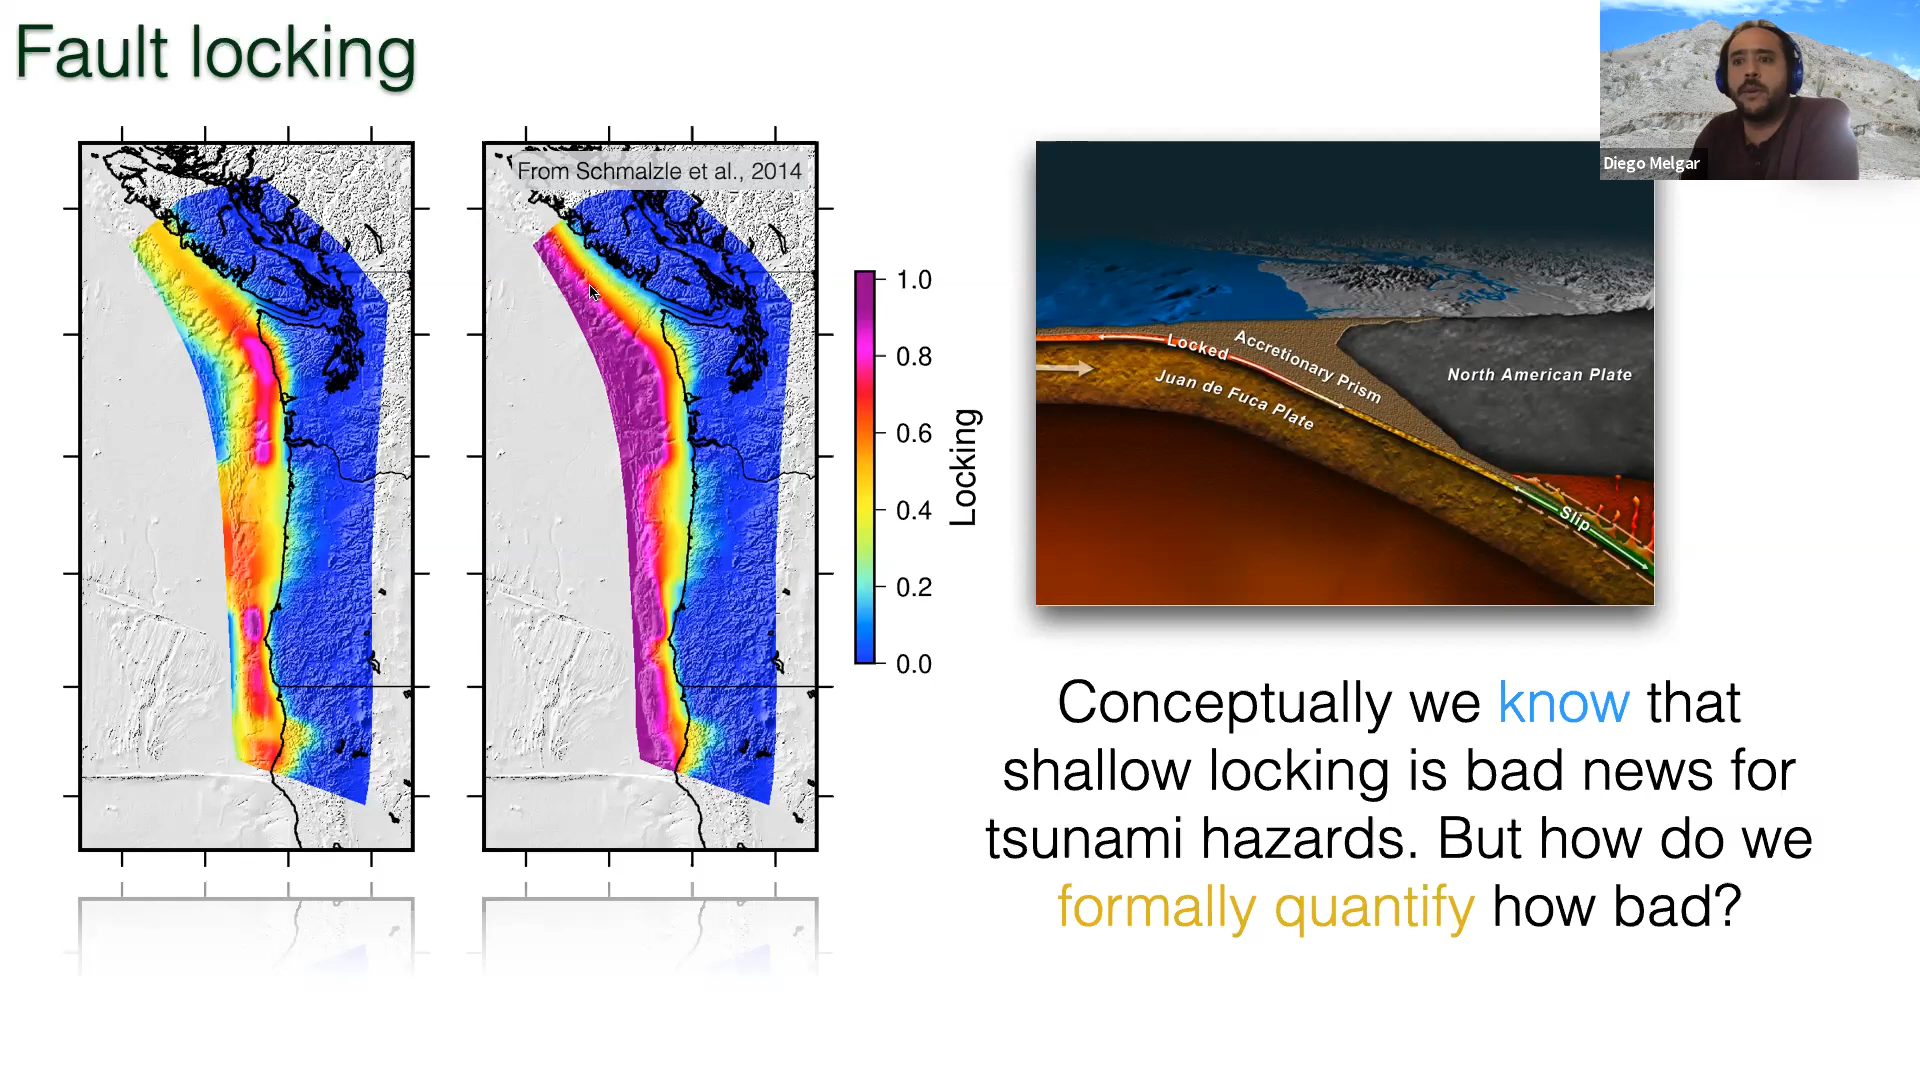 Fault locking
From Schmalzle et al., 2014
1.0
0.8
0.6
0.4
0.2
0.0
Locking
Locked
Accretionary Prism
Juan de Fuca Plate
North American Plate
Slip
Diego Melgar
Conceptually we know that
shallow locking is bad news for
tsunami hazards. But how do we
formally quantify how bad?